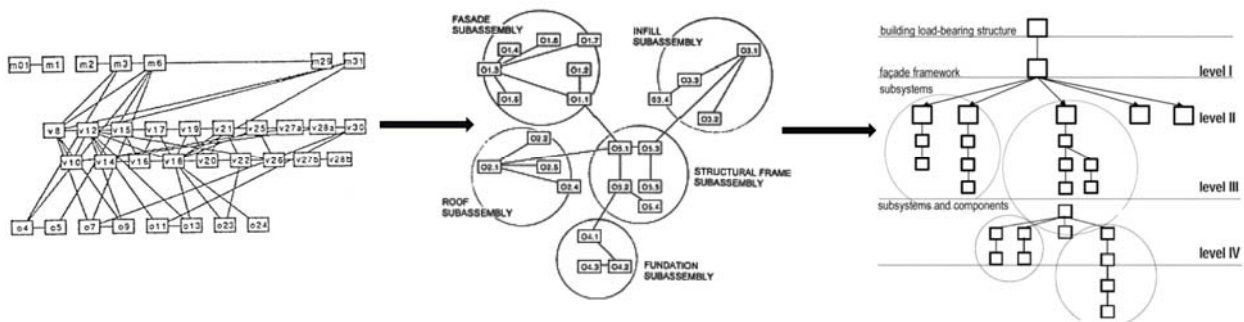 m01 m1 m2 m3 m6 m29 m31
v8 v12 v15 v17 v19 v21 v25 v27a v28a v30
v10 v14 v16 v18 v20 v22 v26 v27b v28b
o4 o5 o7 o9 o11 o13 o23 o24
FASADE
SUBASSEMBLY
O1.6
O1.4
O1.7
O1.3
O1.2
O1.5
O1.1
INFILL
SUBASSEMBLY
O3.1
O3.3
O3.4
O3.2
O2.2
O2.1
O2.5
O2.4
ROOF
SUBASSEMBLY
O5.1 O5.3
O5.2 O5.5
O5.4
STRUCTURAL FRAME
SUBASSEMBLY
O4.1
O4.3 O4.2
FUNDATION
SUBASSEMBLY
building load-bearing structure
façade framework
level I
subsystems
level II
level III
subsystems and components
level IV